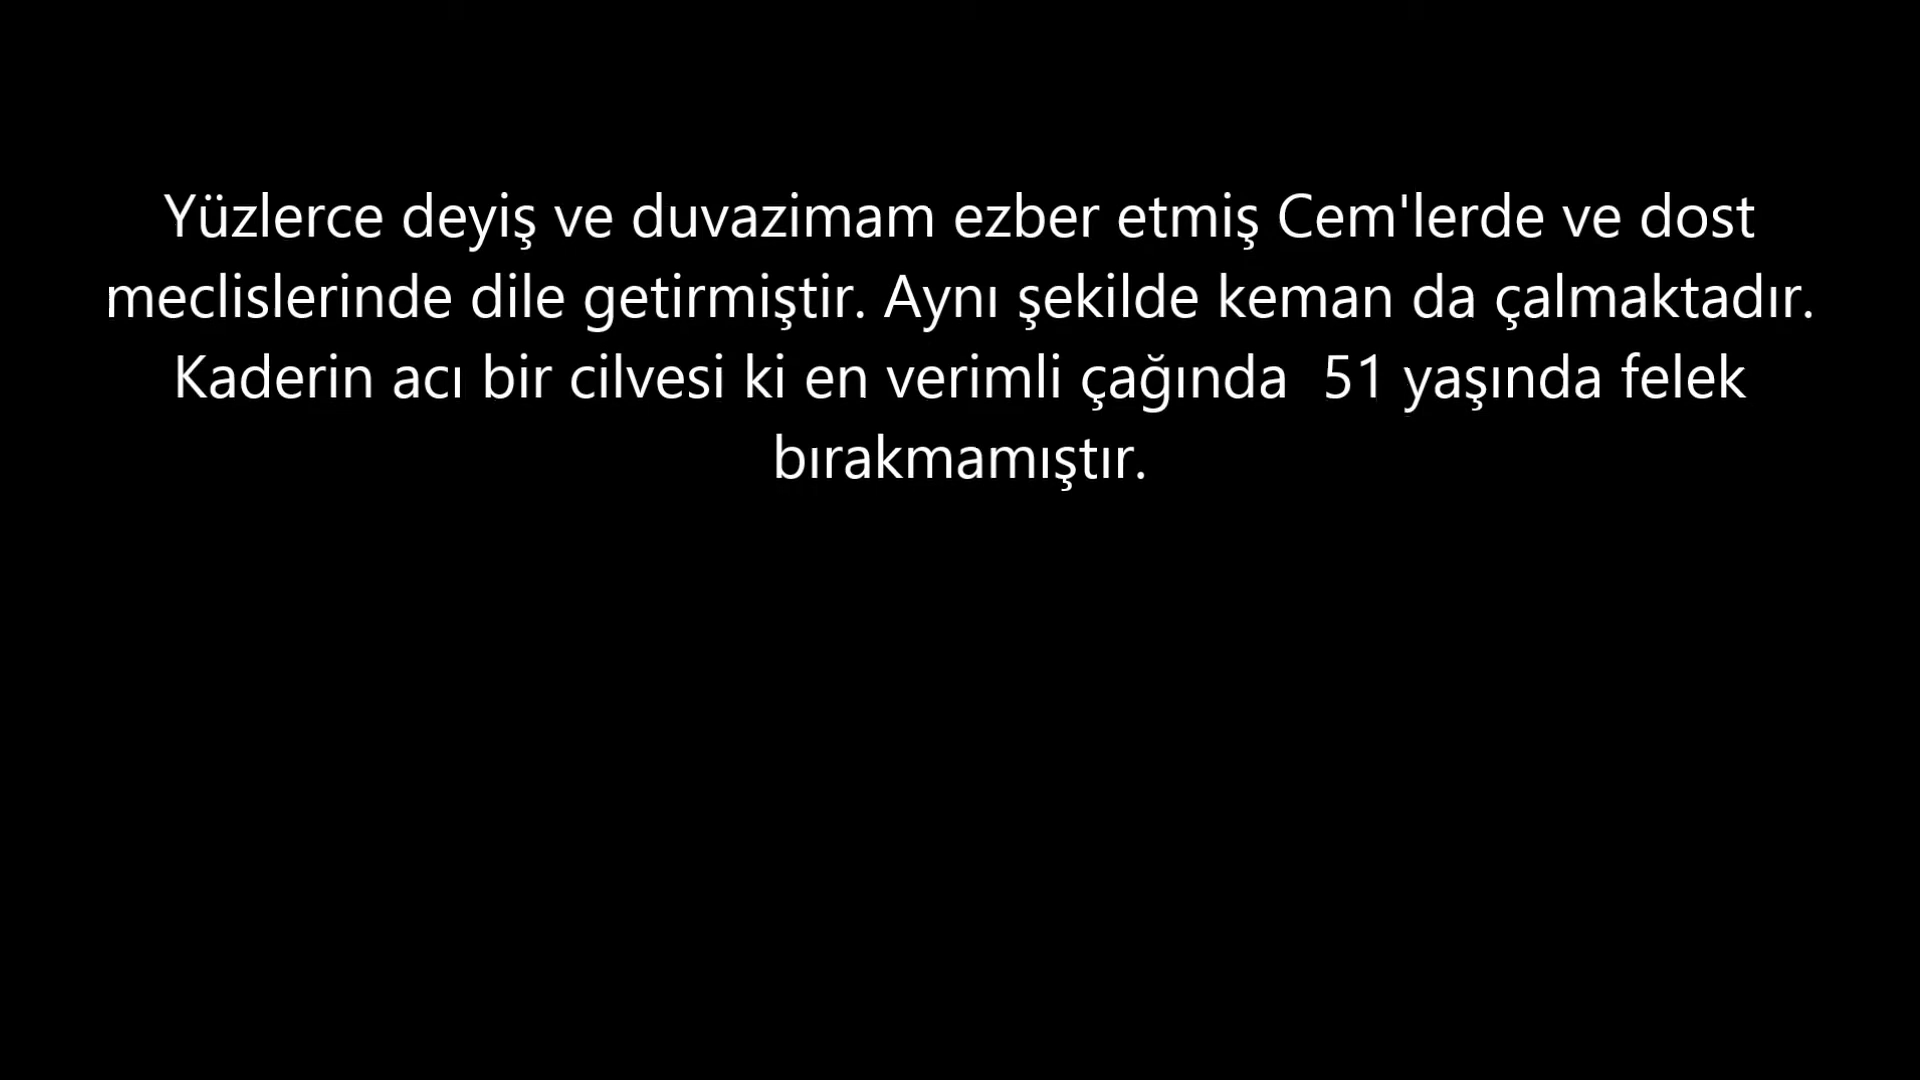 Yüzlerce deyiş ve duvazimam ezber etmiş Cem'lerde ve dost
meclislerinde dile getirmiştir. Aynı şekilde keman da çalmaktadır.
Kaderin acı bir cilvesi ki en verimli çağında  51 yaşında felek
bırakmamıştır.